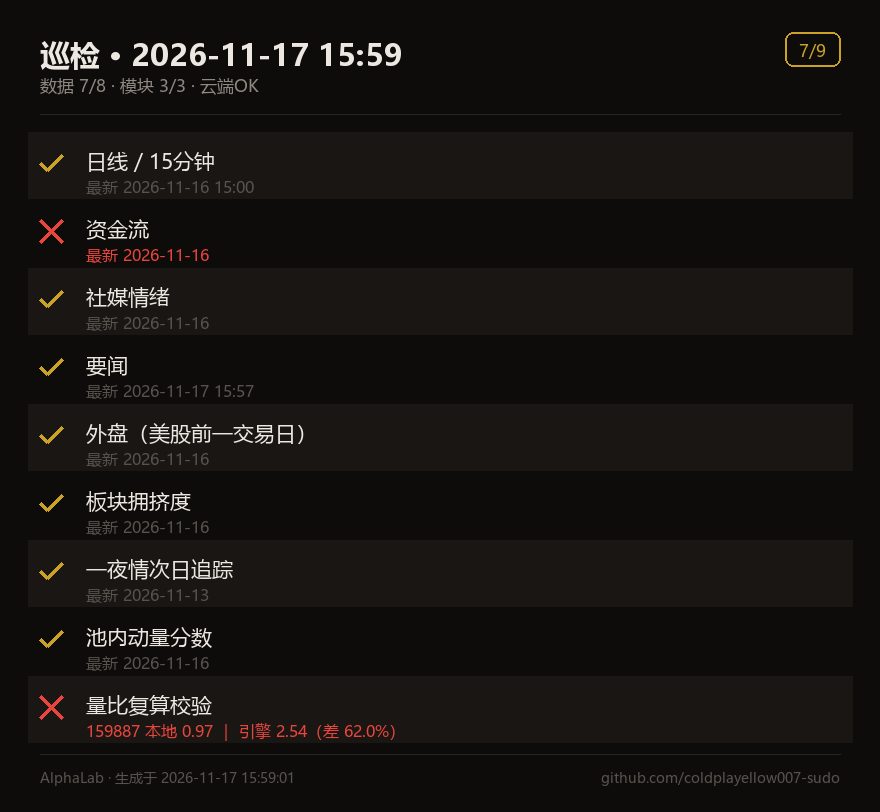 巡检 • 2026-11-17 15:59
7/9
数据 7/8 · 模块 3/3 · 云端OK
日线 / 15分钟
最新 2026-11-16 15:00
资金流
最新 2026-11-16
社媒情绪
最新 2026-11-16
要闻
最新 2026-11-17 15:57
外盘（美股前一交易日）
最新 2026-11-16
板块拥挤度
最新 2026-11-16
一夜情次日追踪
最新 2026-11-13
池内动量分数
最新 2026-11-16
量比复算校验
159887 本地 0.97 ｜ 引擎 2.54（差 62.0%）
AlphaLab · 生成于 2026-11-17 15:59:01
github.com/coldplayellow007-sudo